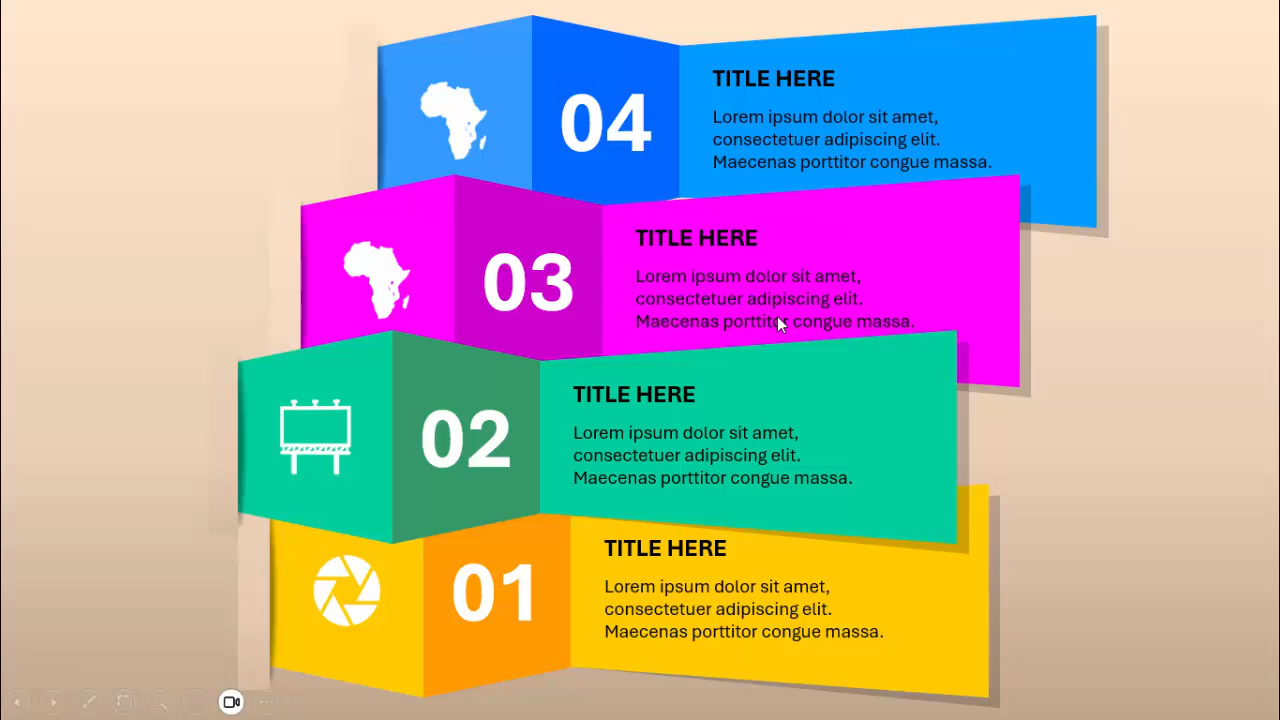 04
TITLE HERE
Lorem ipsum dolor sit amet,
consectetuer adipiscing elit.
Maecenas porttitor congue massa.
03
TITLE HERE
Lorem ipsum dolor sit amet,
consectetuer adipiscing elit.
Maecenas porttitor congue massa.
02
TITLE HERE
Lorem ipsum dolor sit amet,
consectetuer adipiscing elit.
Maecenas porttitor congue massa.
01
TITLE HERE
Lorem ipsum dolor sit amet,
consectetuer adipiscing elit.
Maecenas porttitor congue massa.